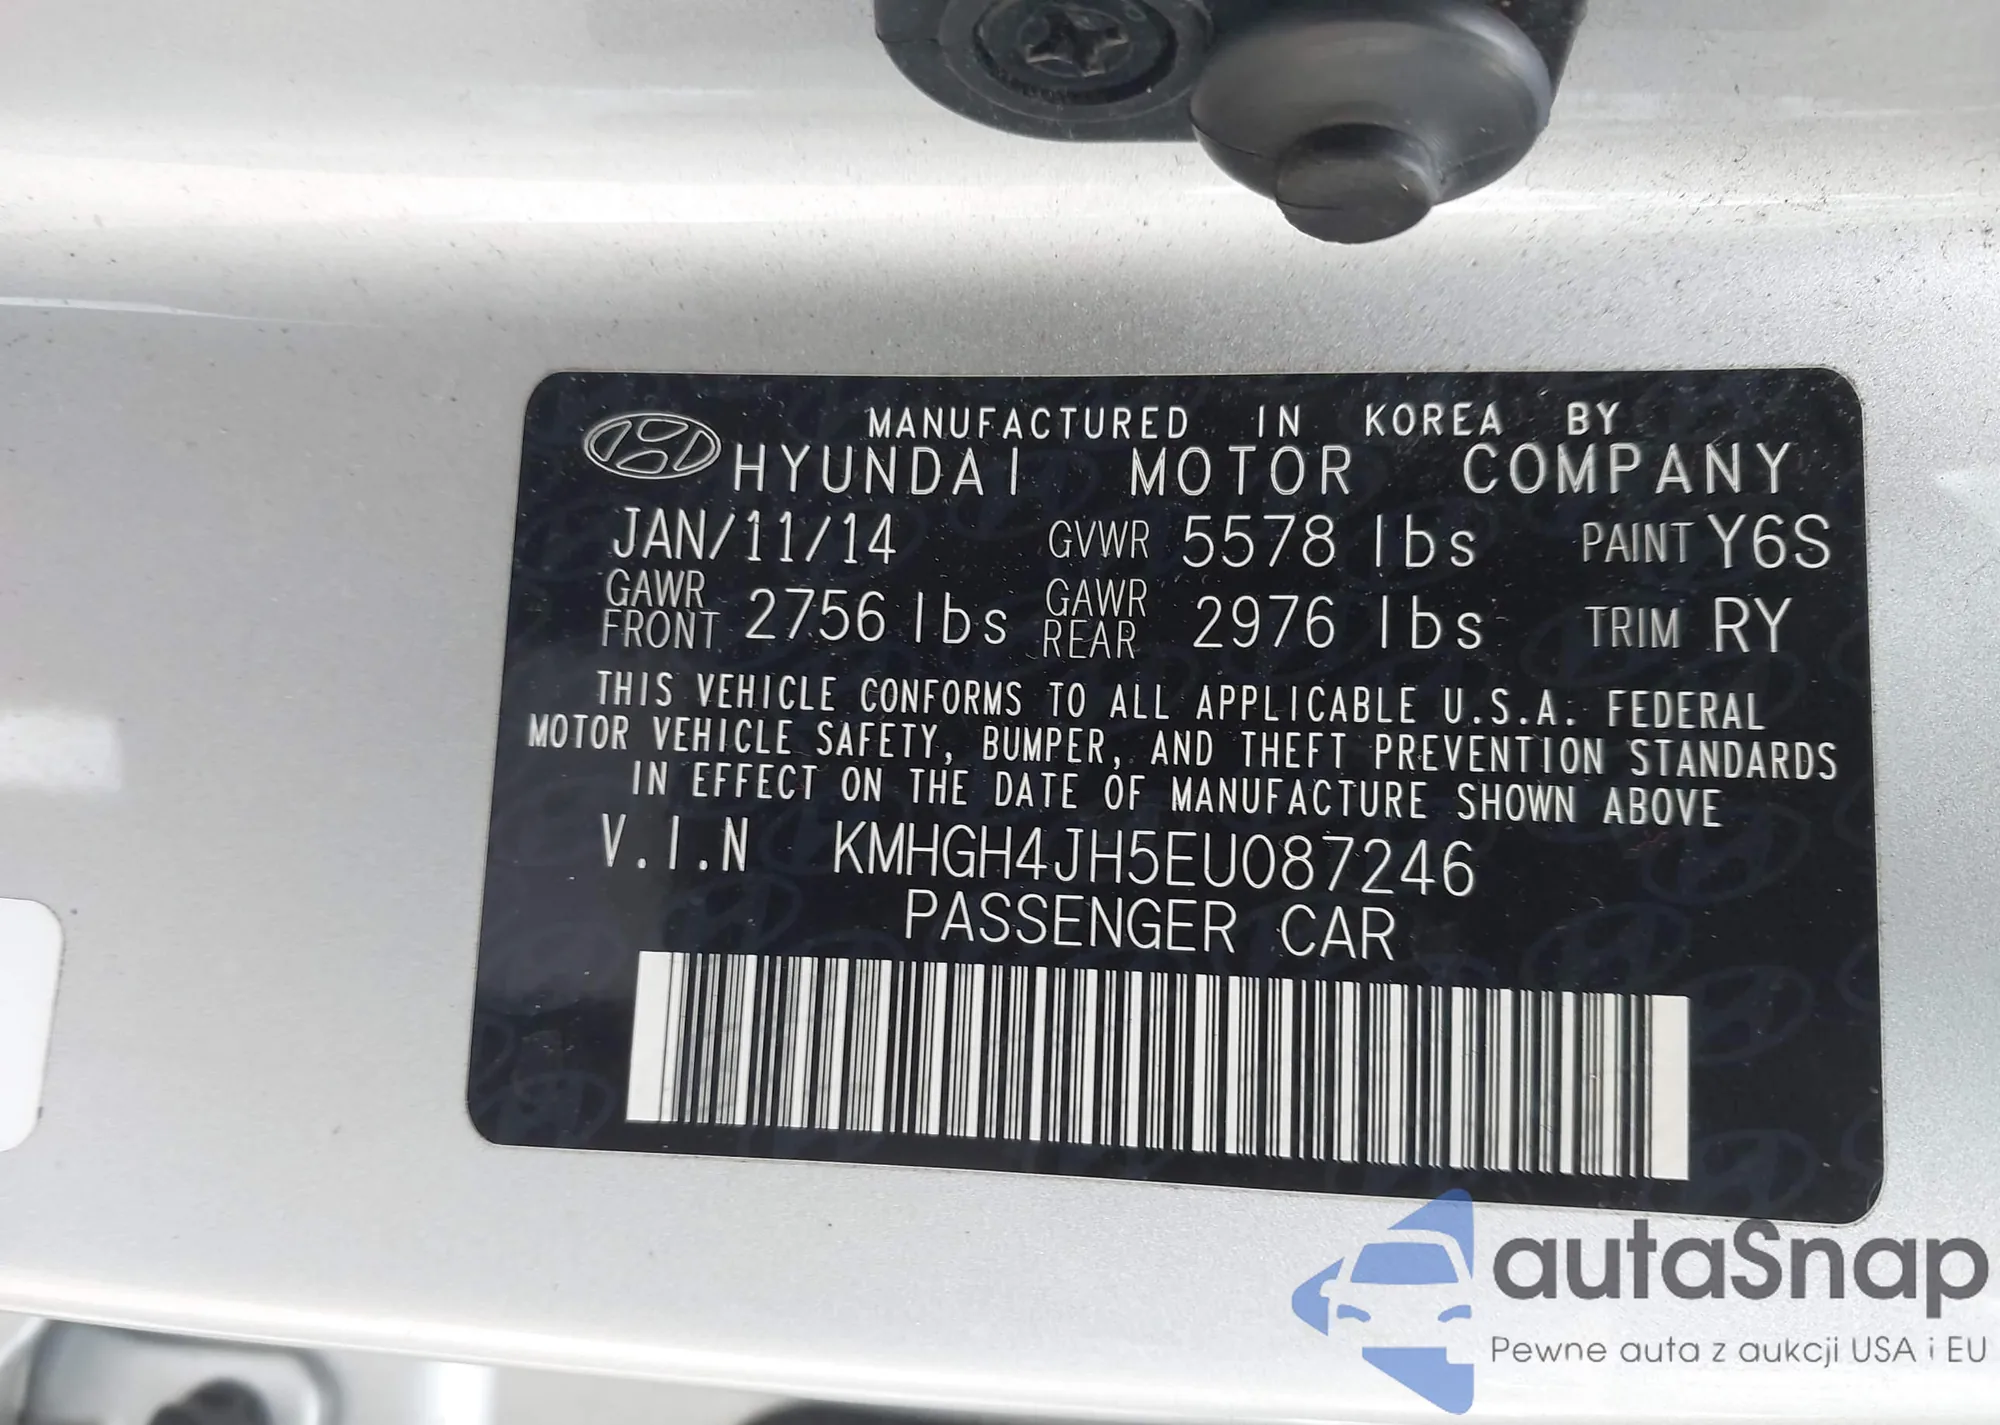 MANUFACTURED IN KOREA BY
HYUNDAI MOTOR COMPANY
JAN/11/14 GVWR 5578 lbs PAINT Y6S
GAWR FRONT 2756 lbs GAWR REAR 2976 lbs TRIM RY
THIS VEHICLE CONFORMS TO ALL APPLICABLE U.S.A. FEDERAL
MOTOR VEHICLE SAFETY, BUMPER, AND THEFT PREVENTION STANDARDS
IN EFFECT ON THE DATE OF MANUFACTURE SHOWN ABOVE
V.I.N KMHGH4JH5EU087246
PASSENGER CAR
autaSnap
Pewne auta z aukcji USA i EU